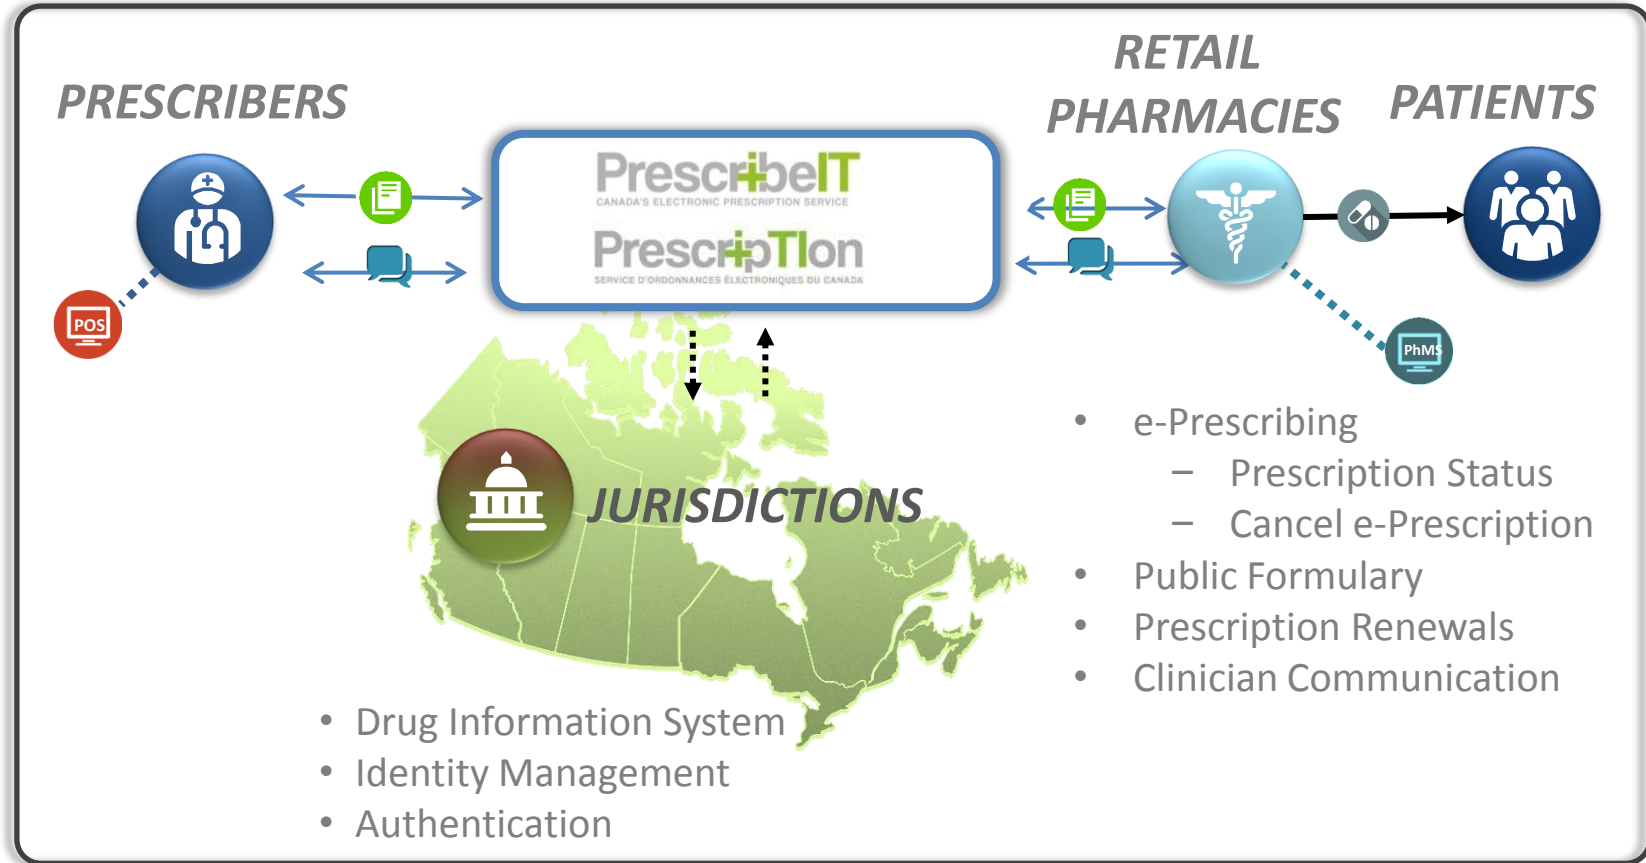 PRESCRIBERS
RETAIL
PHARMACIES
PATIENTS
PrescribeIT
CANADA'S ELECTRONIC PRESCRIPTION SERVICE
PrescripTIon
SERVICE D'ORDONNANCES ÉLECTRONIQUES DU CANADA
POS
PhMS
JURISDICTIONS
• e-Prescribing
– Prescription Status
– Cancel e-Prescription
• Public Formulary
• Prescription Renewals
• Clinician Communication
• Drug Information System
• Identity Management
• Authentication